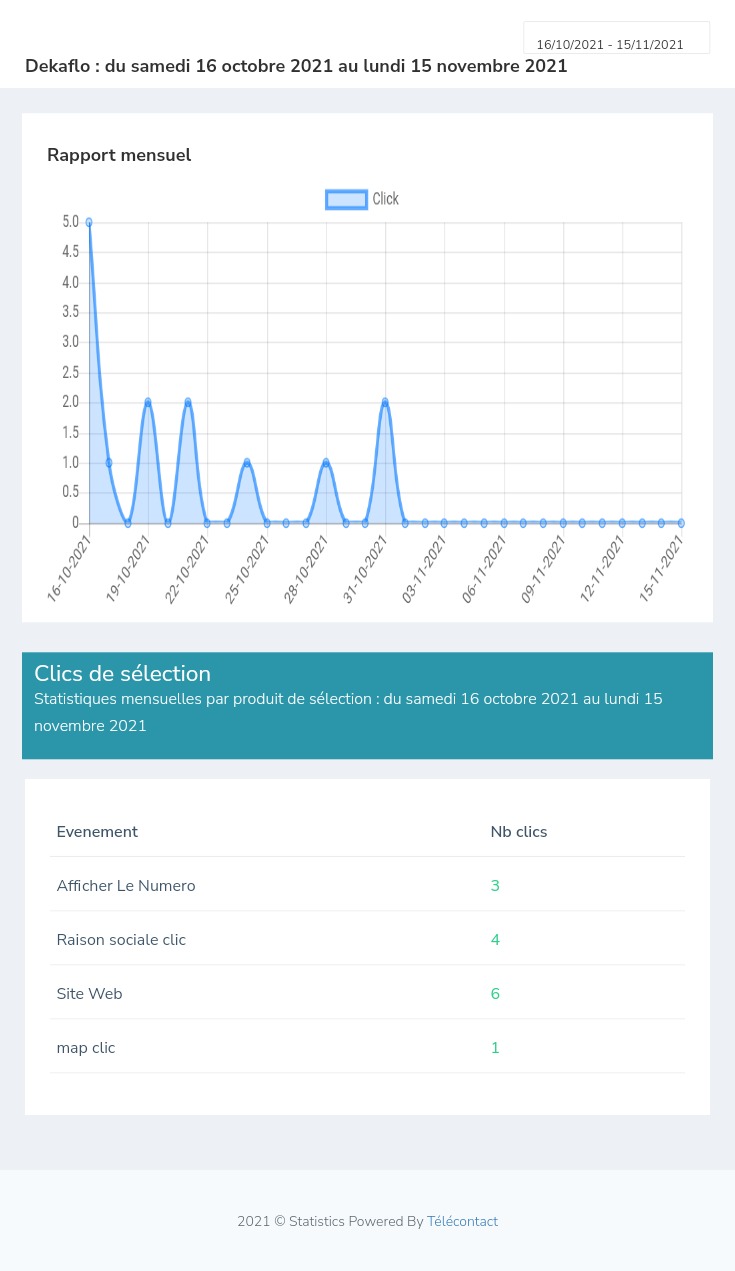 16/10/2021 - 15/11/2021
Dekaflo : du samedi 16 octobre 2021 au lundi 15 novembre 2021
Rapport mensuel
Click
5.0
4.5
4.0
3.5
3.0
2.5
2.0
1.5
1.0
0.5
0
16-10-2021
19-10-2021
22-10-2021
25-10-2021
28-10-2021
31-10-2021
03-11-2021
06-11-2021
09-11-2021
12-11-2021
15-11-2021
Clics de sélection
Statistiques mensuelles par produit de sélection : du samedi 16 octobre 2021 au lundi 15
novembre 2021
Evenement Nb clics
Afficher Le Numero 3
Raison sociale clic 4
Site Web 6
map clic 1
2021 © Statistics Powered By Télécontact